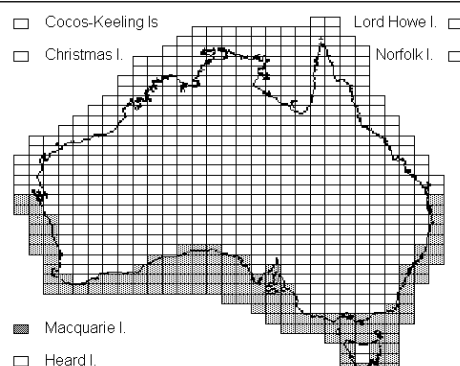 Cocos-Keeling Is
Lord Howe I.
Christmas I.
Norfolk I.
Macquarie I.
Heard I.